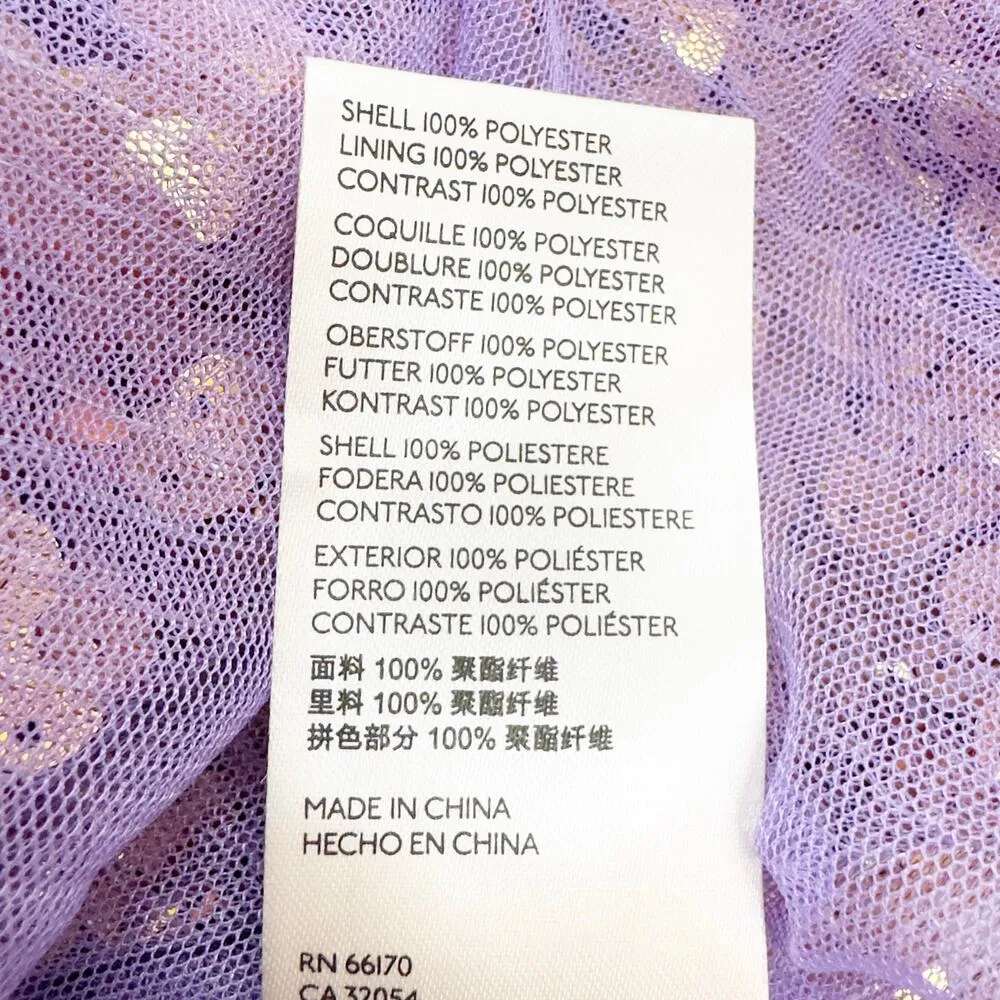 SHELL 100% POLYESTER
LINING 100% POLYESTER
CONTRAST 100% POLYESTER
COQUILLE 100% POLYESTER
DOUBLURE 100% POLYESTER
CONTRASTE 100% POLYESTER
OBERSTOFF 100% POLYESTER
FUTTER 100% POLYESTER
KONTRAST 100% POLYESTER
SHELL 100% POLIESTERE
FODERA 100% POLIESTERE
CONTRASTO 100% POLIESTERE
EXTERIOR 100% POLIÉSTER
FORRO 100% POLIÉSTER
CONTRASTE 100% POLIÉSTER
面料 100% 聚酯纤维
里料 100% 聚酯纤维
拼色部分 100% 聚酯纤维
MADE IN CHINA
HECHO EN CHINA
RN 66170
CA 32054